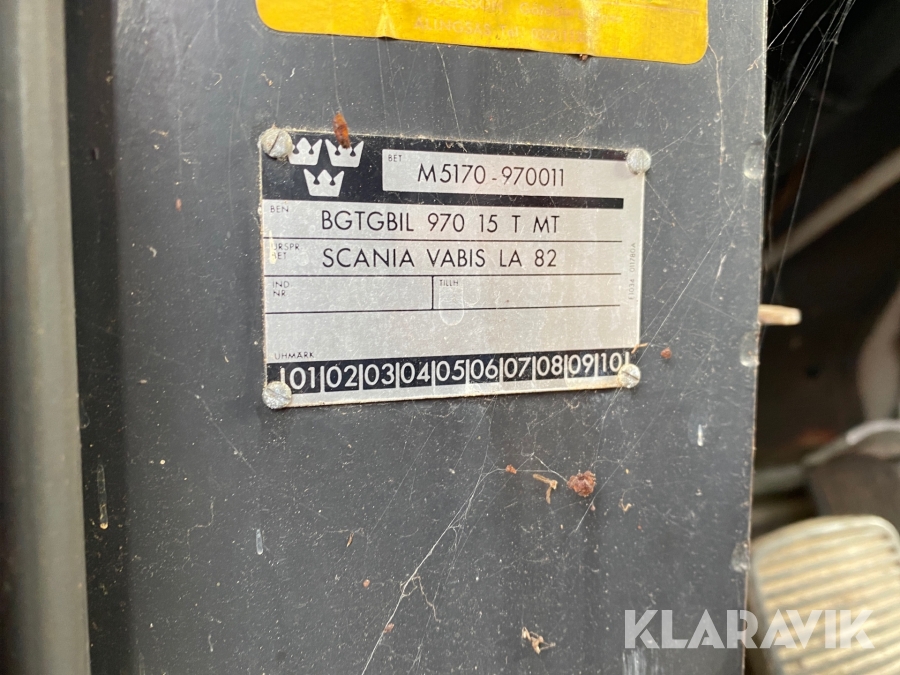 BET
M5170-970011
BEN
BGTGBIL 970 15 T MT
URSPR
BET
SCANIA VABIS LA 82
IND
NR
TILLH
UHMÄRK
|01|02|03|04|05|06|07|08|09|10|
KLARAVIK